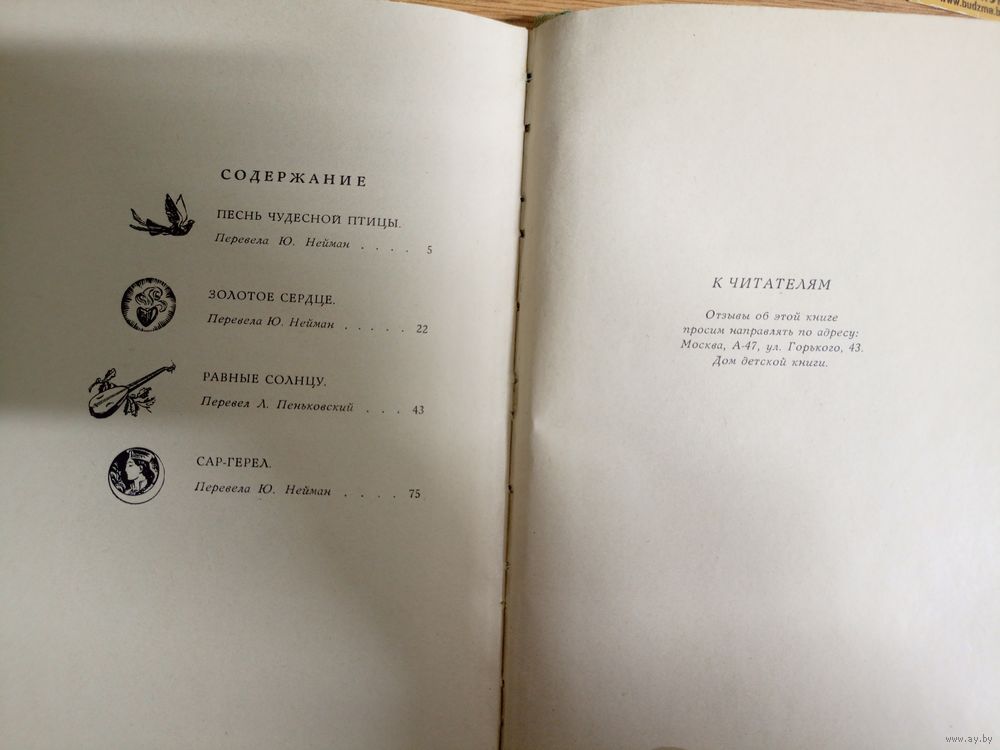 СОДЕРЖАНИЕ
ПЕСНЬ ЧУДЕСНОЙ ПТИЦЫ.
Перевела Ю. Нейман . . . . 5
ЗОЛОТОЕ СЕРДЦЕ.
Перевела Ю. Нейман . . . . . 22
РАВНЫЕ СОЛНЦУ.
Перевел Л. Пеньковский . . . 43
САР-ГЕРЕЛ.
Перевела Ю. Нейман . . . . 75
К ЧИТАТЕЛЯМ
Отзывы об этой книге
просим направлять по адресу:
Москва, А-47, ул. Горького, 43.
Дом детской книги.
www.ay.by